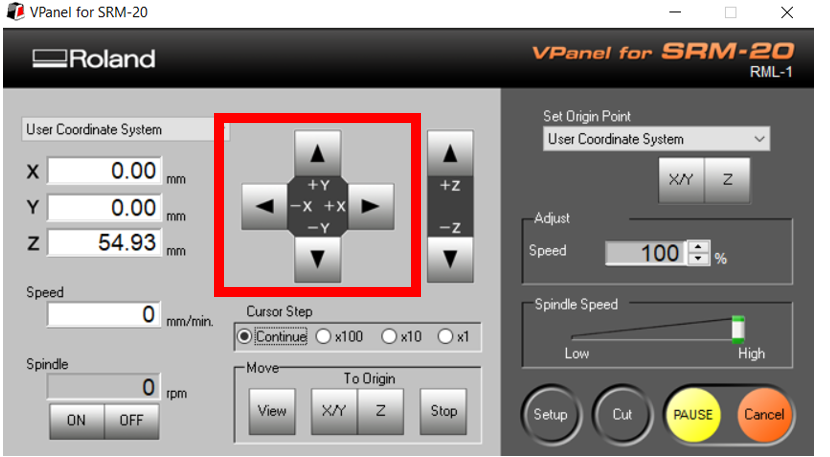 VPanel for SRM-20
Roland
VPanel for SRM-20
RML-1
User Coordinate System
X 0.00 mm
Y 0.00 mm
Z 54.93 mm
Speed
0 mm/min.
Spindle
0 rpm
ON OFF
+Y
-X +X
-Y
+Z
-Z
Cursor Step
Continue x100 x10 x1
Move
To Origin
View X/Y Z Stop
Set Origin Point
User Coordinate System
X/Y Z
Adjust
Speed 100 %
Spindle Speed
Low High
Setup Cut PAUSE Cancel